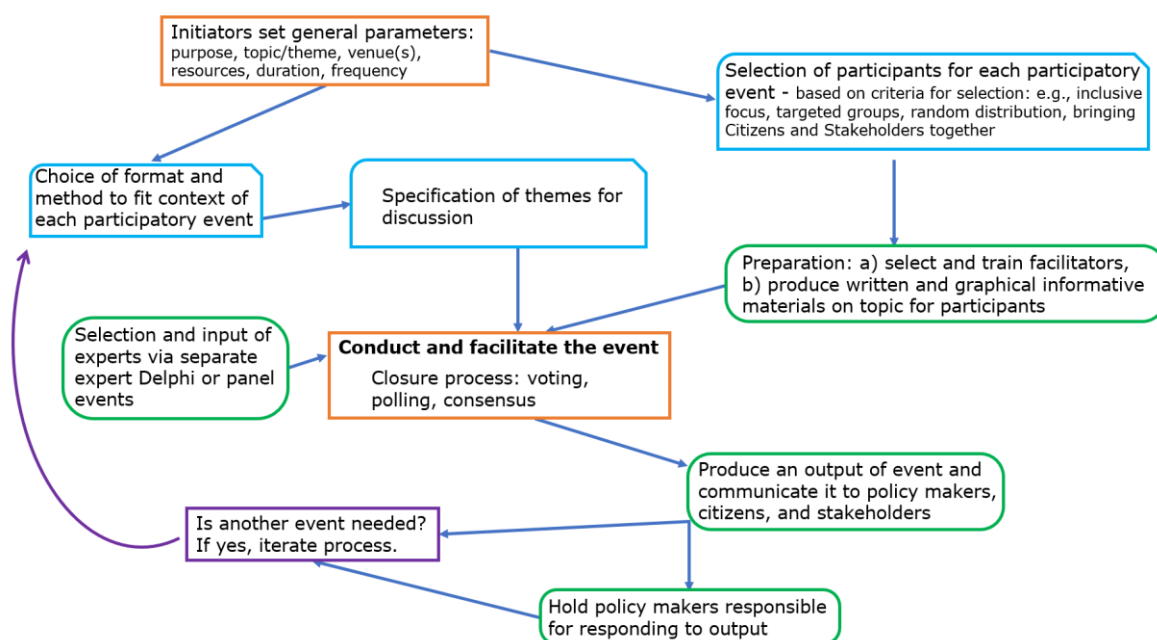 Initiators set general parameters:
purpose, topic/theme, venue(s),
resources, duration, frequency
Selection of participants for each participatory
event - based on criteria for selection: e.g., inclusive
focus, targeted groups, random distribution, bringing
Citizens and Stakeholders together
Choice of format and
method to fit context of
each participatory event
Specification of themes for
discussion
Preparation: a) select and train facilitators,
b) produce written and graphical informative
materials on topic for participants
Selection and input of
experts via separate
expert Delphi or panel
events
Conduct and facilitate the event
Closure process: voting,
polling, consensus
Produce an output of event and
communicate it to policy makers,
citizens, and stakeholders
Is another event needed?
If yes, iterate process.
Hold policy makers responsible
for responding to output